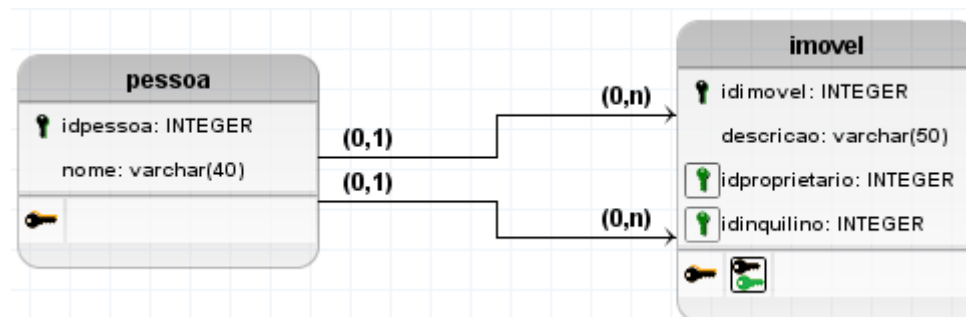 pessoa
idpessoa: INTEGER
nome: varchar(40)
(0,1)
(0,n)
(0,1)
(0,n)
imovel
idimovel: INTEGER
descricao: varchar(50)
idproprietario: INTEGER
idinquilino: INTEGER